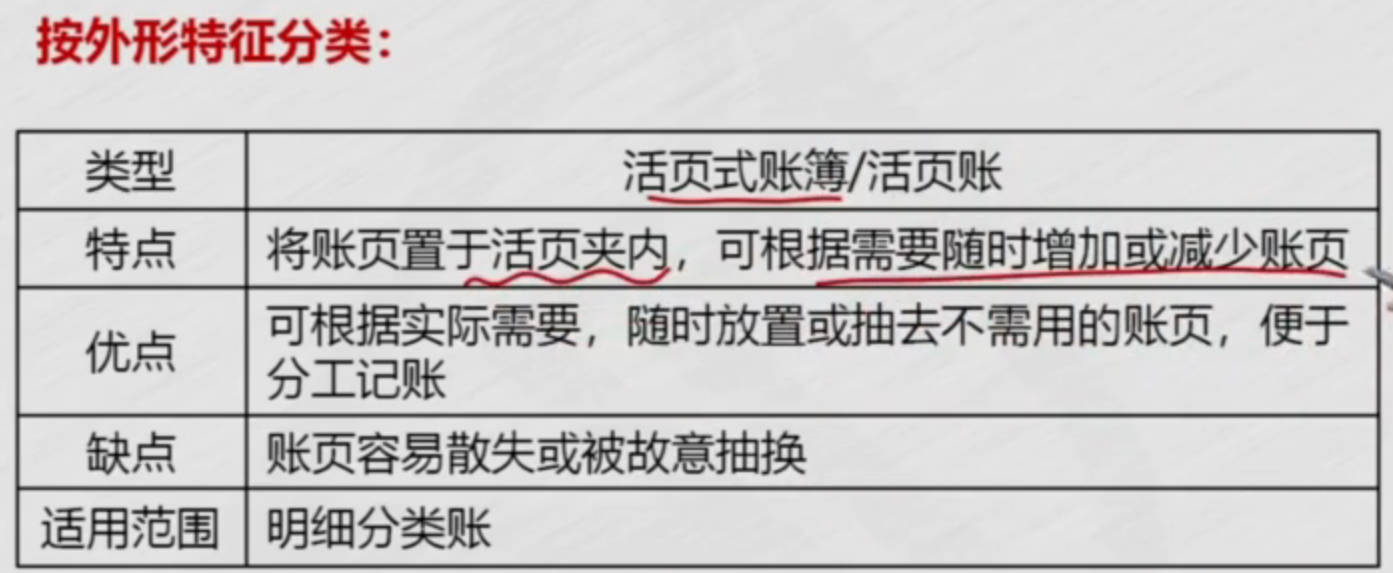 按外形特征分类：
类型
活页式账簿/活页账
特点
将账页置于活页夹内，可根据需要随时增加或减少账页
优点
可根据实际需要，随时放置或抽去不需用的账页，便于
分工记账
缺点
账页容易散失或被故意抽换
适用范围
明细分类账